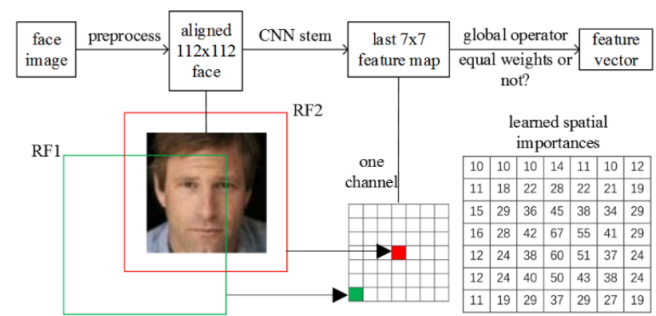 face
image
preprocess
aligned
112x112
face
CNN stem
last 7x7
feature map
global operator
equal weights or
not?
feature
vector
RF2
RF1
one
channel
learned spatial
importances
10 10 10 14 11 10 12
11 18 22 28 22 21 19
15 29 36 45 38 34 29
16 28 42 67 55 41 29
12 24 38 60 51 37 24
12 24 40 50 43 38 24
11 19 29 37 29 27 19